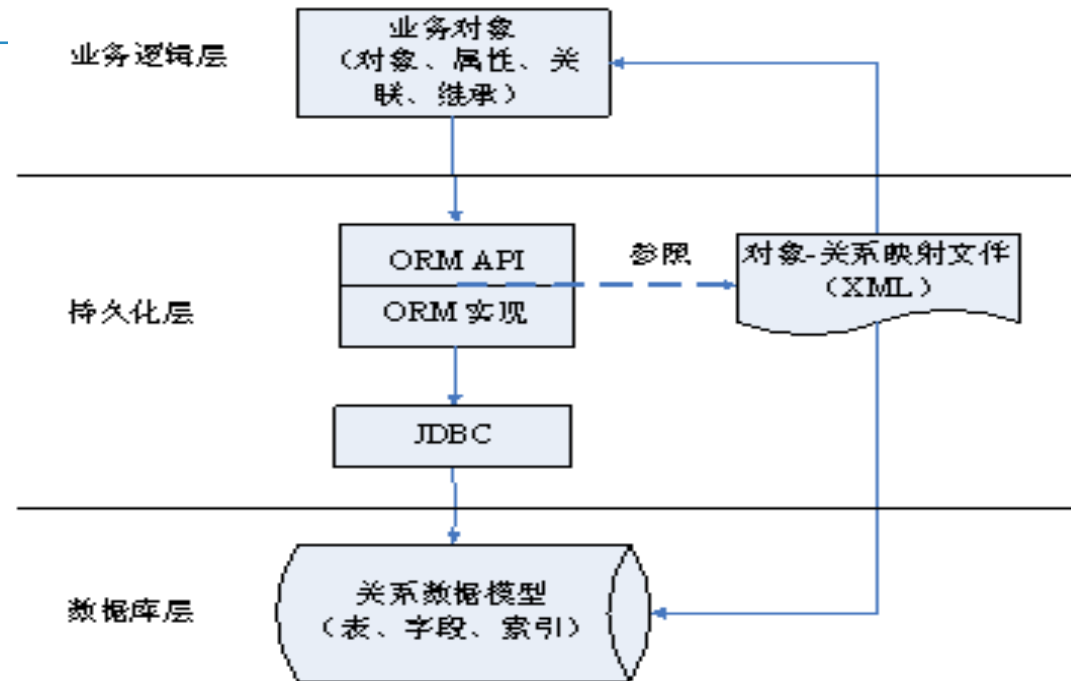 业务逻辑层
业务对象
（对象、属性、关
联、继承）
ORM API
ORM 实现
参照
对象-关系映射文件
（XML）
持久化层
JDBC
数据库层
关系数据模型
（表、字段、索引）